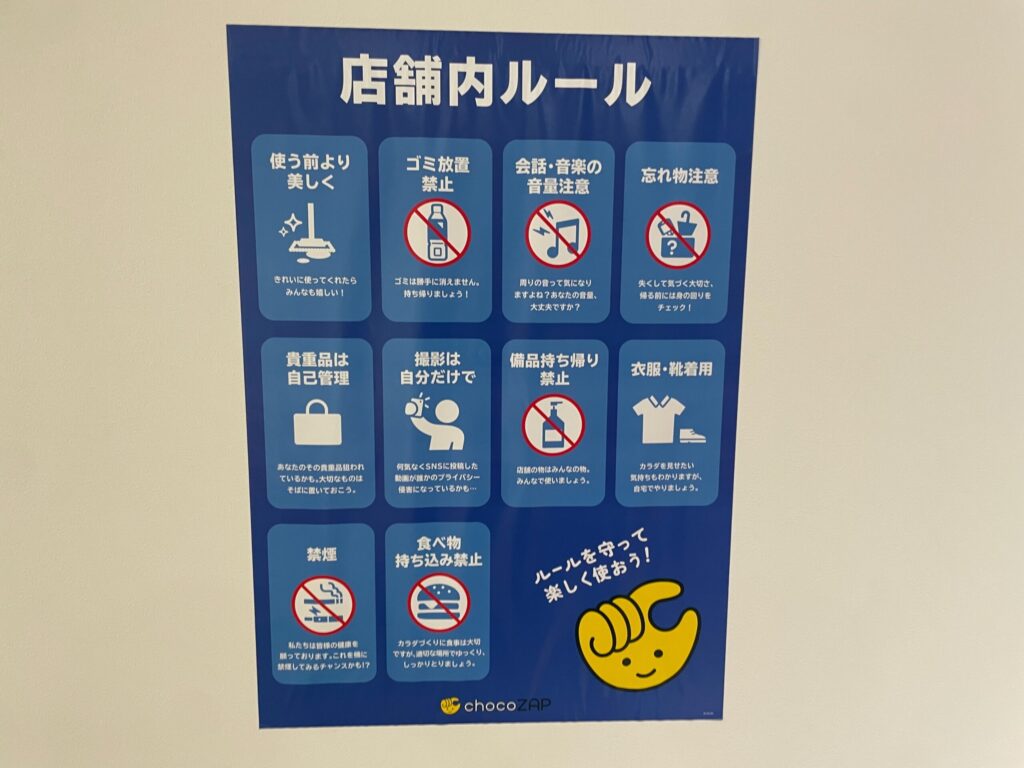 店舗内ルール
使う前より
美しく
きれいに使ってくれたら
みんなも嬉しい！
ゴミ放置
禁止
ゴミは勝手に消えません。
持ち帰りましょう！
会話・音楽の
音量注意
周りの音って気になり
ますよね？あなたの音量、
大丈夫ですか？
忘れ物注意
?
失くして気づく大切さ、
帰る前には身の回りを
チェック！
貴重品は
自己管理
あなたのその貴重品狙われ
ているかも。大切なものは
そばに置いておこう。
撮影は
自分だけで
何気なくSNSに投稿した
動画が誰かのプライバシー
侵害になっているかも…
備品持ち帰り
禁止
店舗の物はみんなの物。
みんなで使いましょう。
衣服・靴着用
カラダを見せたい
気持ちもわかりますが、
自宅でやりましょう。
禁煙
私たちは皆様の健康を
願っております。これを機に
禁煙してみるチャンスかも!?
食べ物
持ち込み禁止
カラダづくりに食事は大切
ですが、適切な場所でゆっくり、
しっかりとりましょう。
ルールを守って
楽しく使おう！
chocoZAP